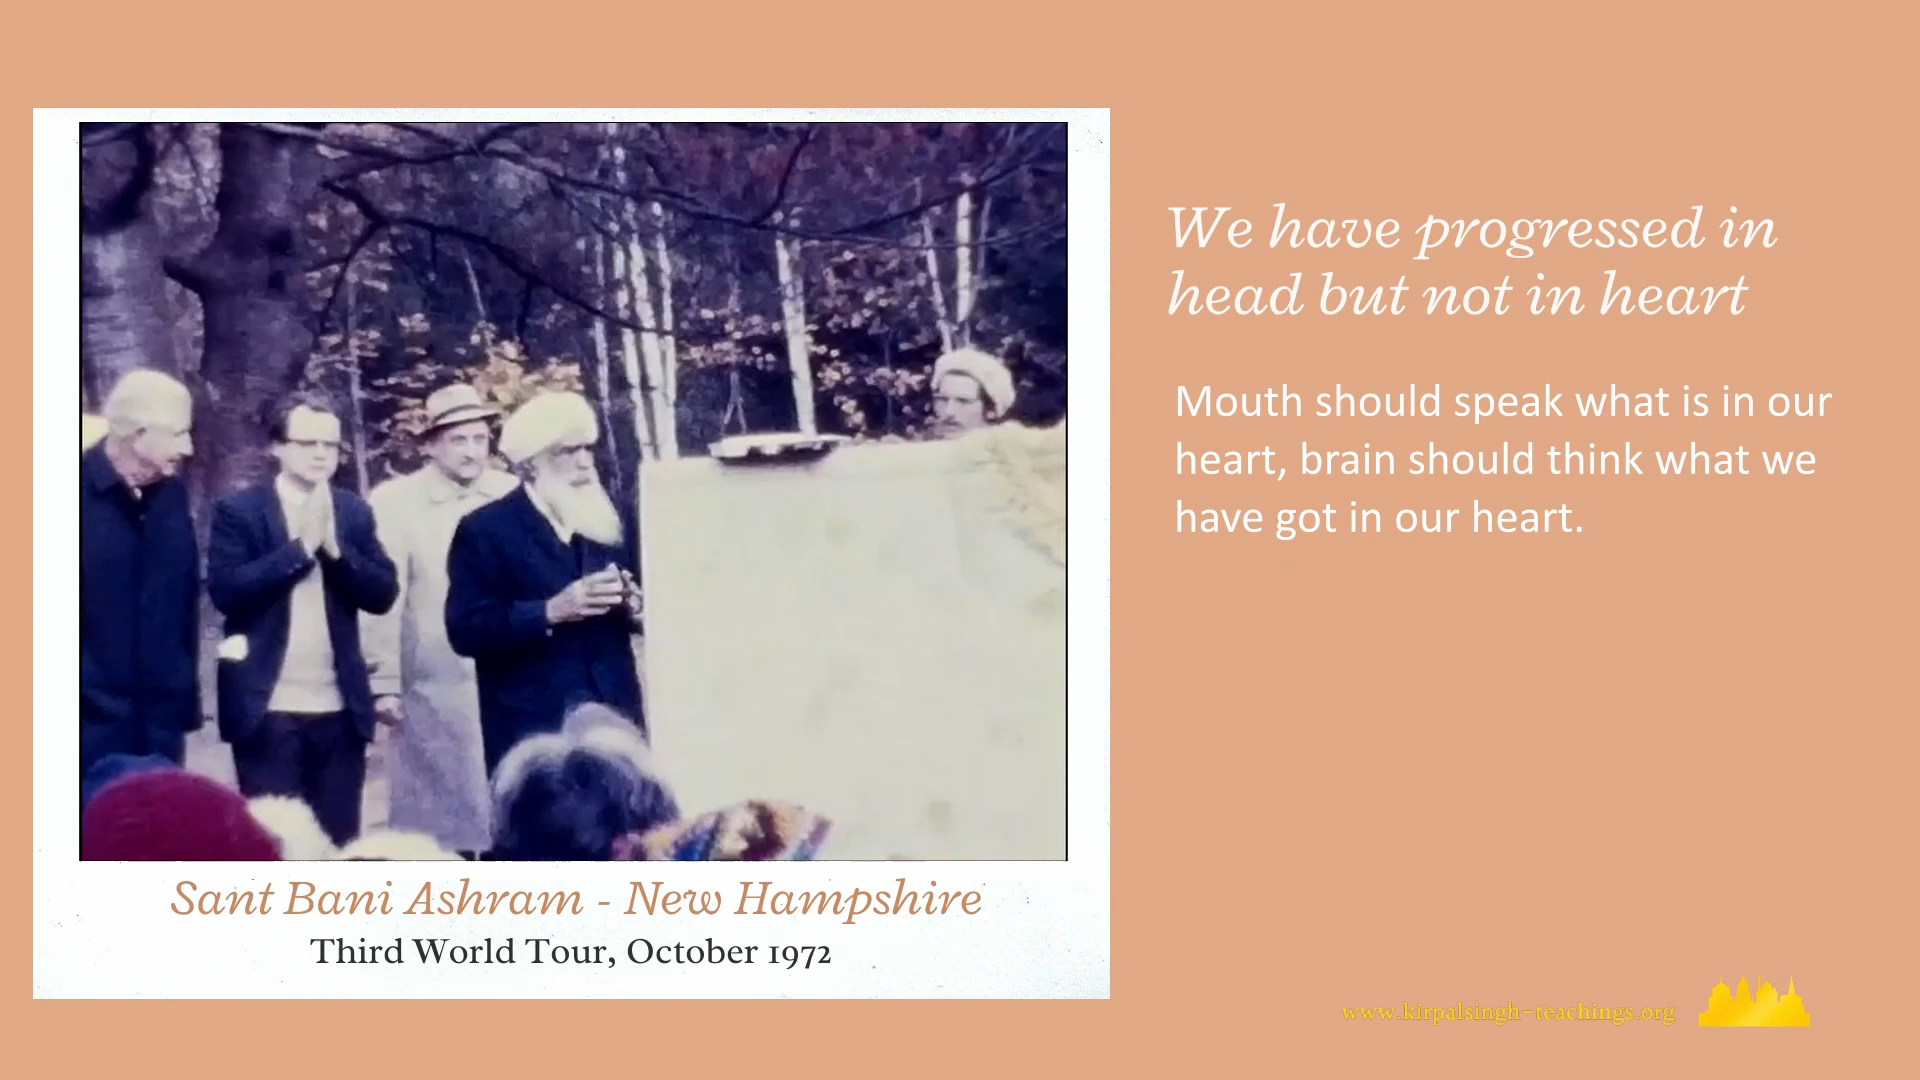 We have progressed in
head but not in heart
Mouth should speak what is in our
heart, brain should think what we
have got in our heart.
Sant Bani Ashram - New Hampshire
Third World Tour, October 1972
www.kirpalsingh-teachings.org